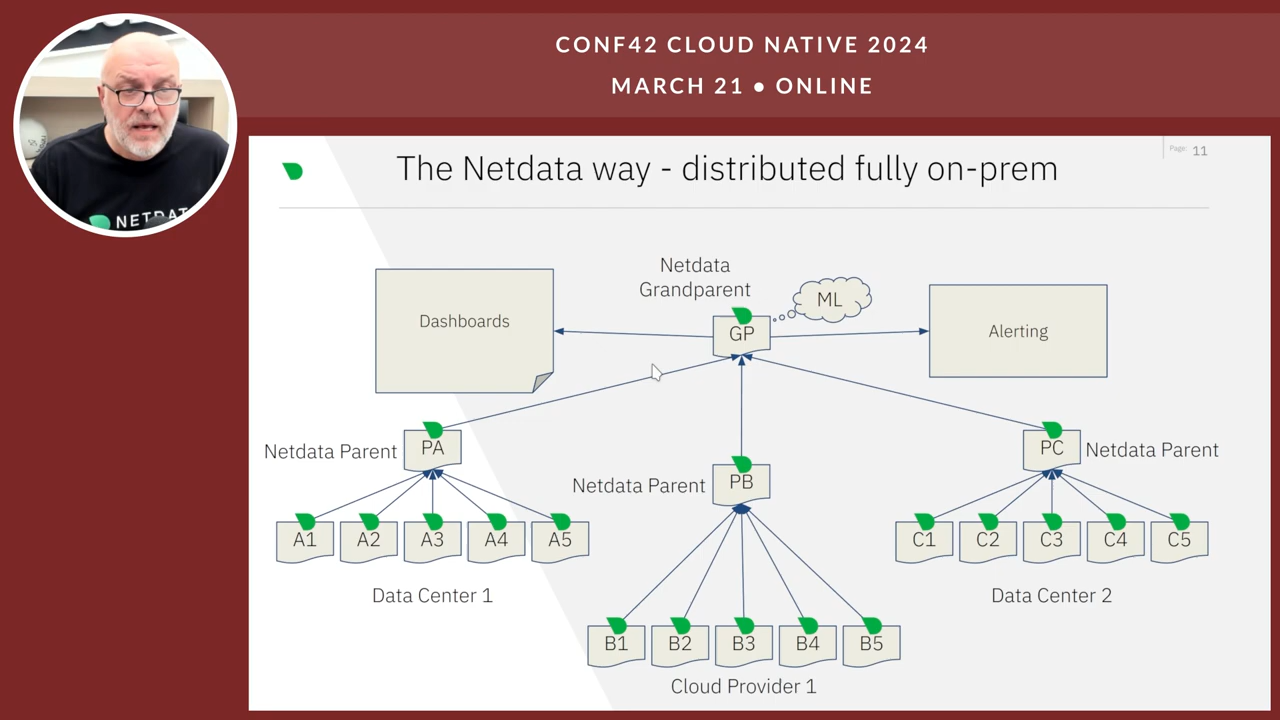 CONF42 CLOUD NATIVE 2024
MARCH 21 ● ONLINE
Page: 11
The Netdata way - distributed fully on-prem
Netdata
Grandparent
ML
Dashboards
GP
Alerting
Netdata Parent
PA
PC
Netdata Parent
Netdata Parent
PB
A1 A2 A3 A4 A5
C1 C2 C3 C4 C5
Data Center 1
Data Center 2
B1 B2 B3 B4 B5
Cloud Provider 1